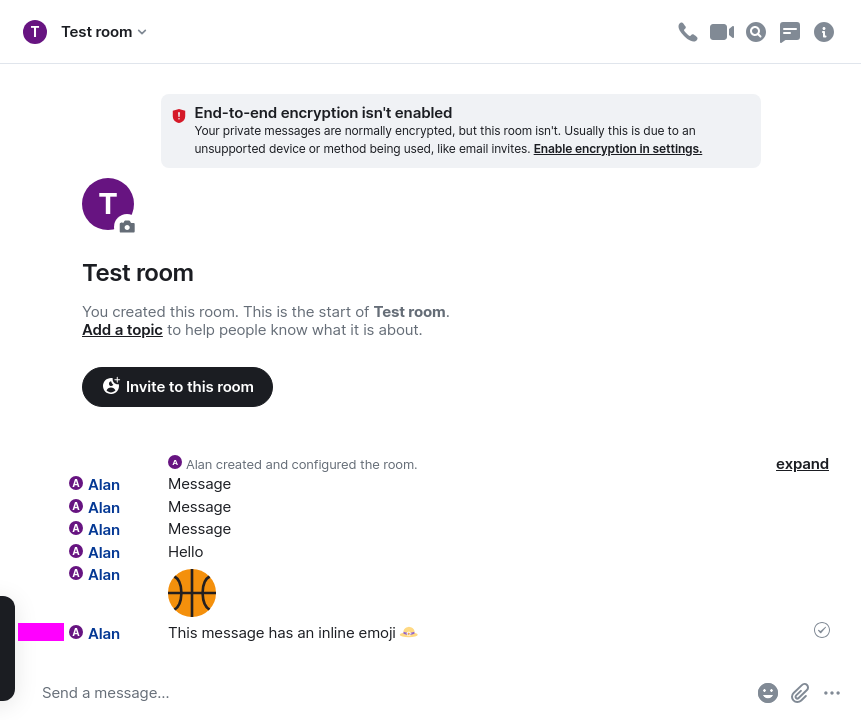 T Test room
End-to-end encryption isn't enabled
Your private messages are normally encrypted, but this room isn't. Usually this is due to an
unsupported device or method being used, like email invites. Enable encryption in settings.
T
Test room
You created this room. This is the start of Test room.
Add a topic to help people know what it is about.
Invite to this room
A Alan created and configured the room. expand
A Alan Message
A Alan Message
A Alan Message
A Alan Hello
A Alan
A Alan This message has an inline emoji 👒
Send a message…